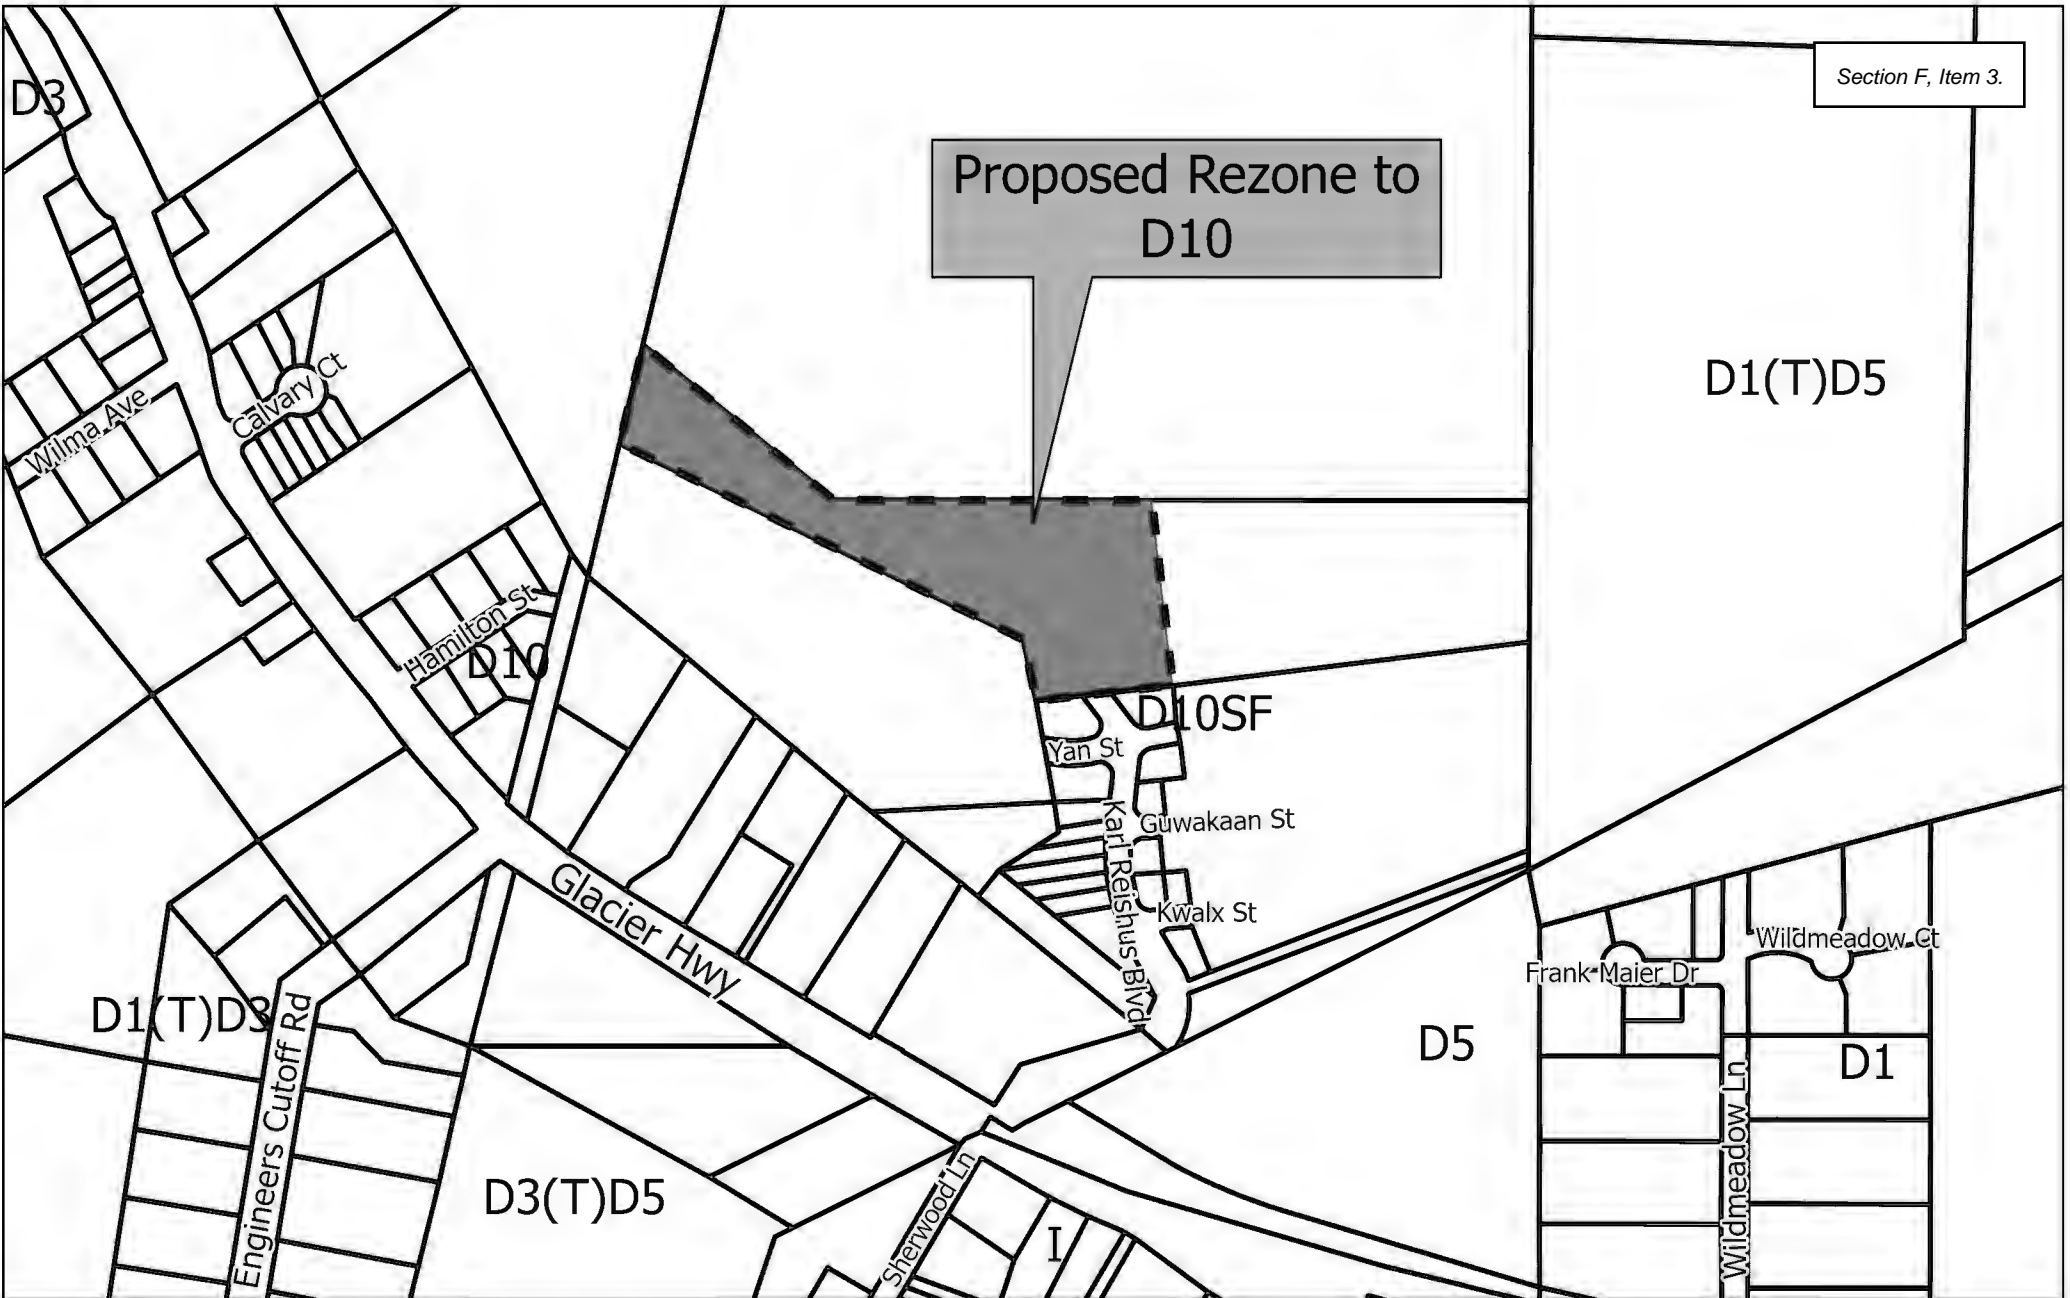 Section F, Item 3.
D3
Proposed Rezone to
D10
D1(T)D5
Calvary Ct
Wilma Ave
Hamilton St
D10
D10SF
Yan St
Guwakaan St
Karl Reishus Blvd
Kwalx St
Glacier Hwy
Wildmeadow Ct
Frank Maier Dr
D1(T)D3
Engineers Cutoff Rd
D5
D1
Wildmeadow Ln
D3(T)D5
Sherwood Ln
I